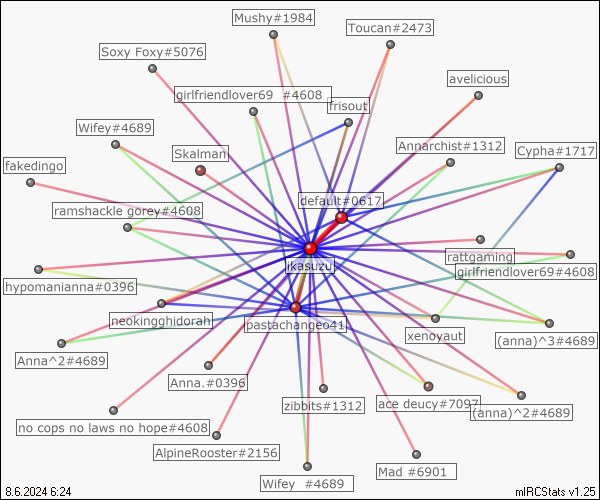 Mushy#1984
Toucan#2473
Soxy Foxy#5076
avelicious
girlfriendlover69 #4608
frisout
Wifey#4689
Annarchist#1312
Cypha#1717
Skalman
fakedingo
default#0617
ramshackle gorey#4608
rattgaming
ikasuzu
girlfriendlover69#4608
hypomanianna#0396
neokingghidorah
pastachangeo41
xenoyaut
(anna)^3#4689
Anna^2#4689
Anna.#0396
zibbits#1312
ace deucy#7097
(anna)^2#4689
no cops no laws no hope#4608
AlpineRooster#2156
Mad #6901
Wifey #4689
8.6.2024 6:24
mIRCStats v1.25